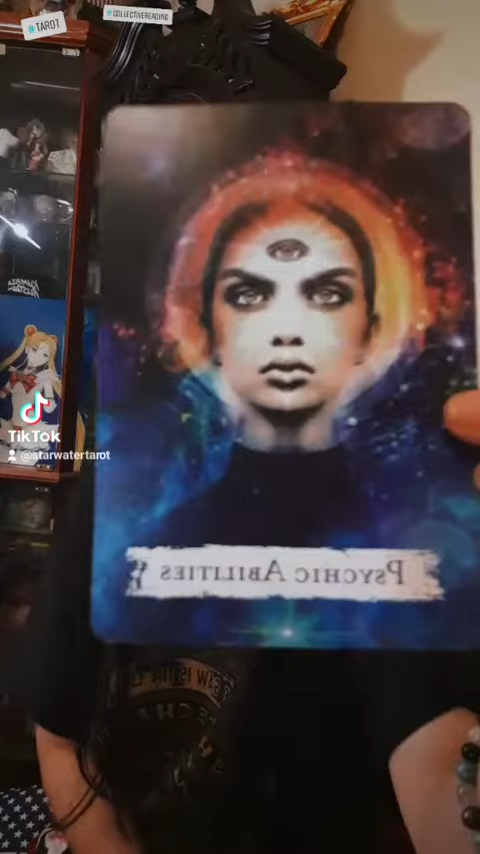 #TAROT
#COLLECTIVEREADING
TikTok
@starwatertarot
PSYCHIC ABILITIES